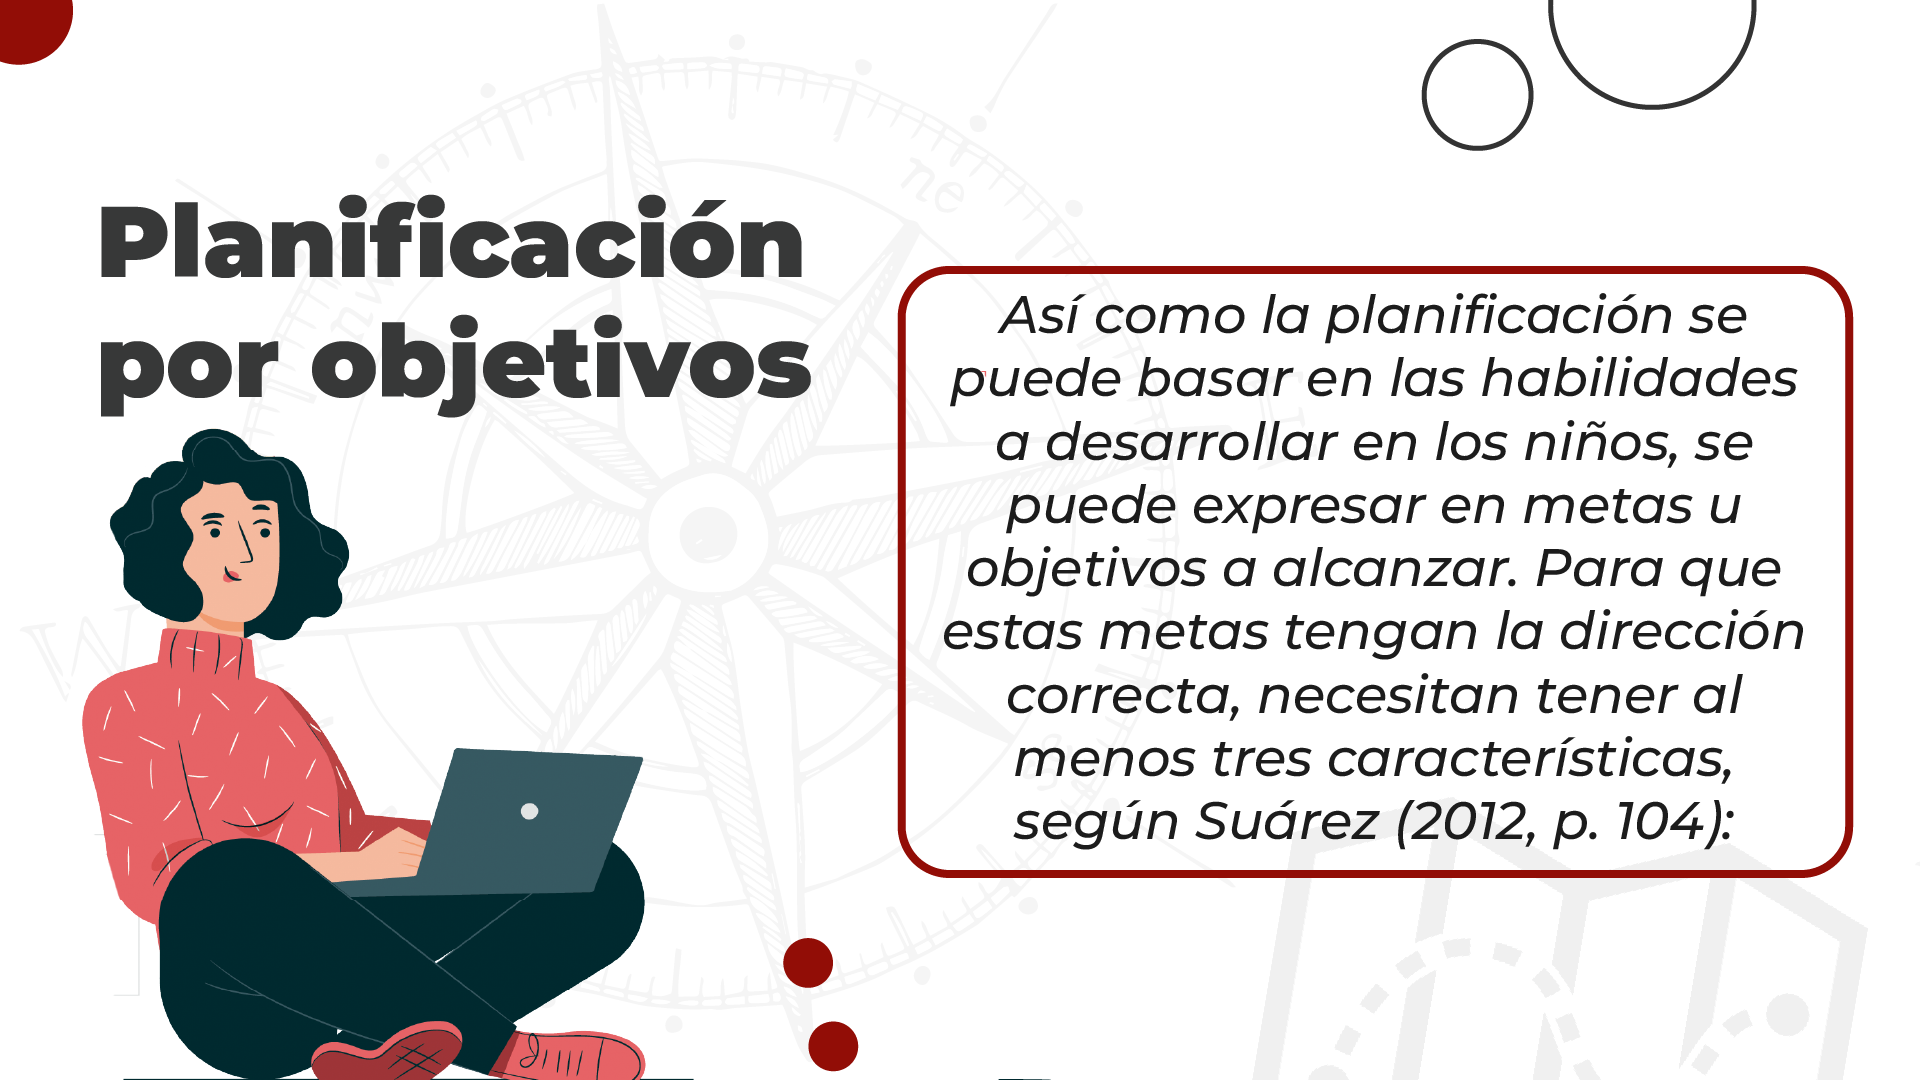 Planificación
por objetivos
Así como la planificación se
puede basar en las habilidades
a desarrollar en los niños, se
puede expresar en metas u
objetivos a alcanzar. Para que
estas metas tengan la dirección
correcta, necesitan tener al
menos tres características,
según Suárez (2012, p. 104):
ne
nw
W